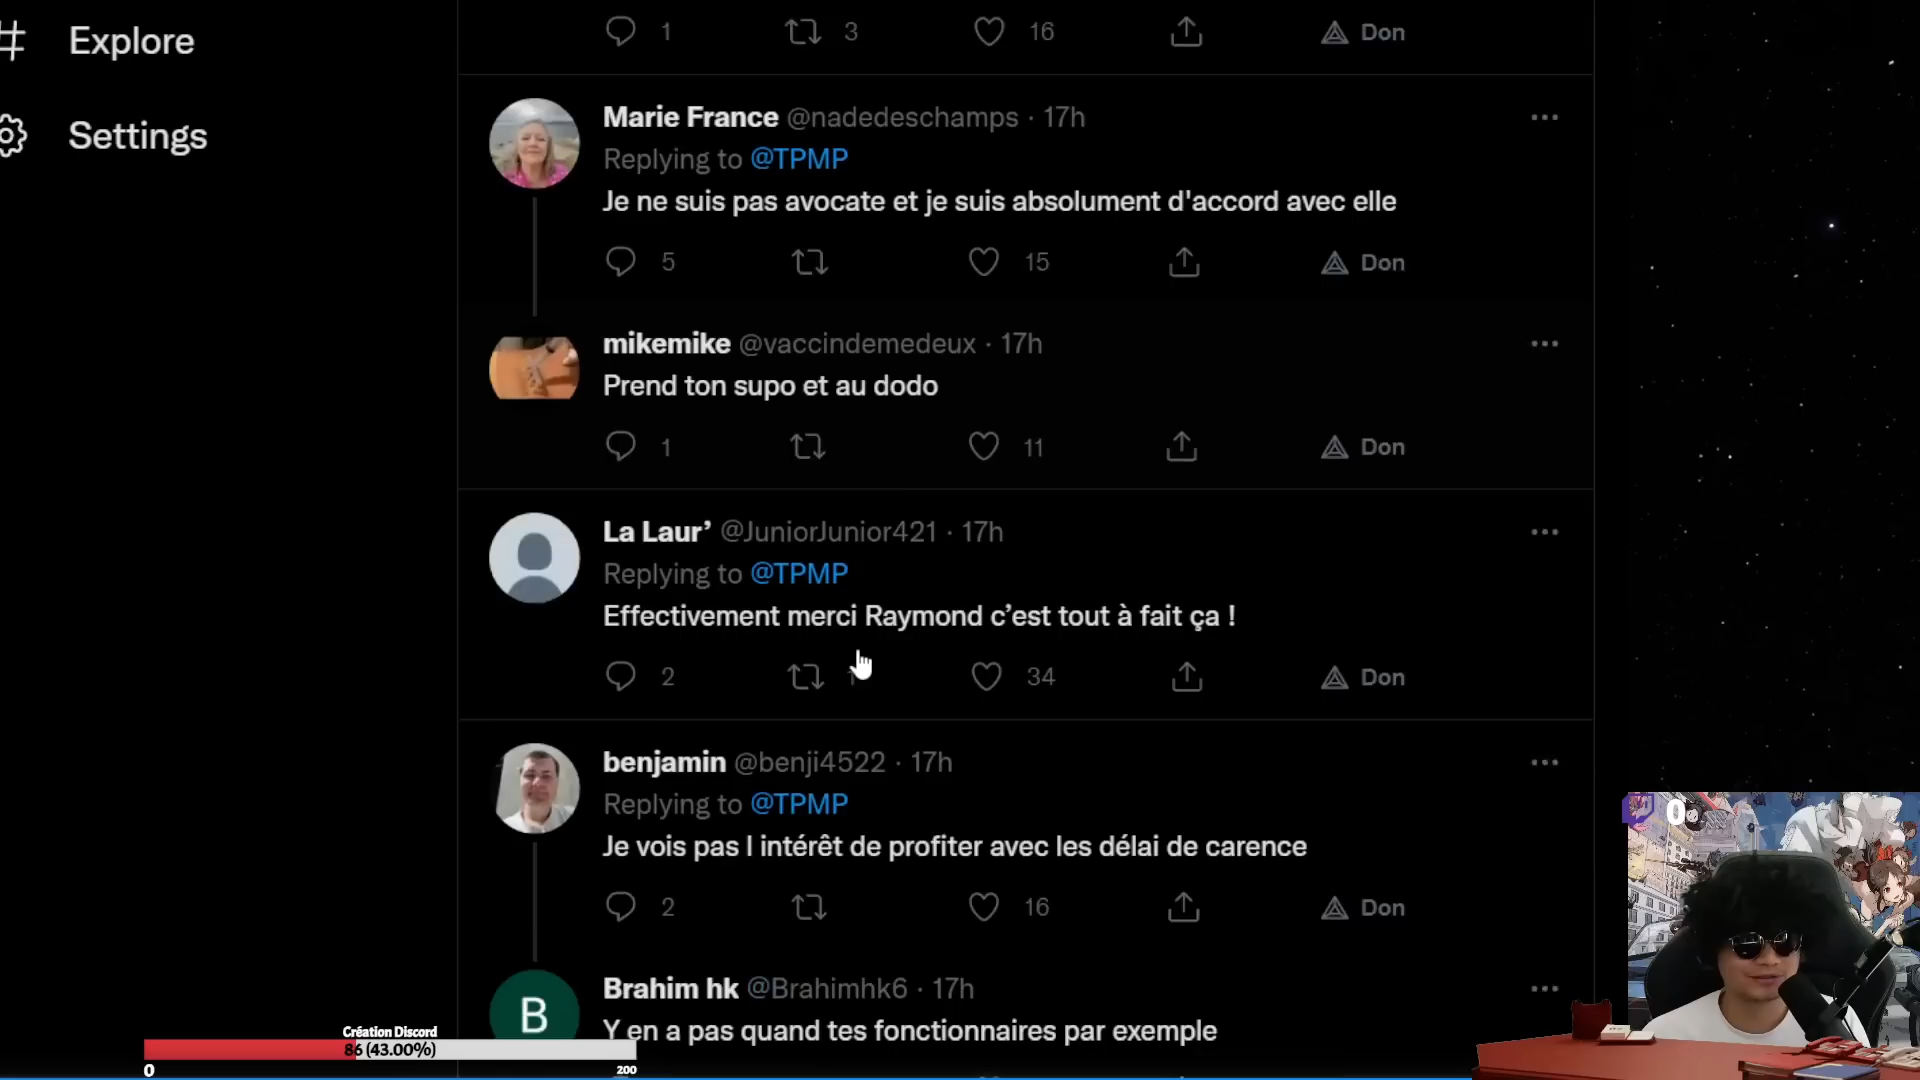 Explore
Settings
1 3 16 Don
Marie France @nadedeschamps · 17h
Replying to @TPMP
Je ne suis pas avocate et je suis absolument d'accord avec elle
5 15 Don
mikemike @vaccindemedeux · 17h
Prend ton supo et au dodo
1 11 Don
La Laur’ @JuniorJunior421 · 17h
Replying to @TPMP
Effectivement merci Raymond c’est tout à fait ça !
2 34 Don
benjamin @benji4522 · 17h
Replying to @TPMP
Je vois pas l intérêt de profiter avec les délai de carence
2 16 Don
Brahim hk @Brahimhk6 · 17h
B
Y en a pas quand tes fonctionnaires par exemple
Création Discord
86 (43.00%)
0 200
0